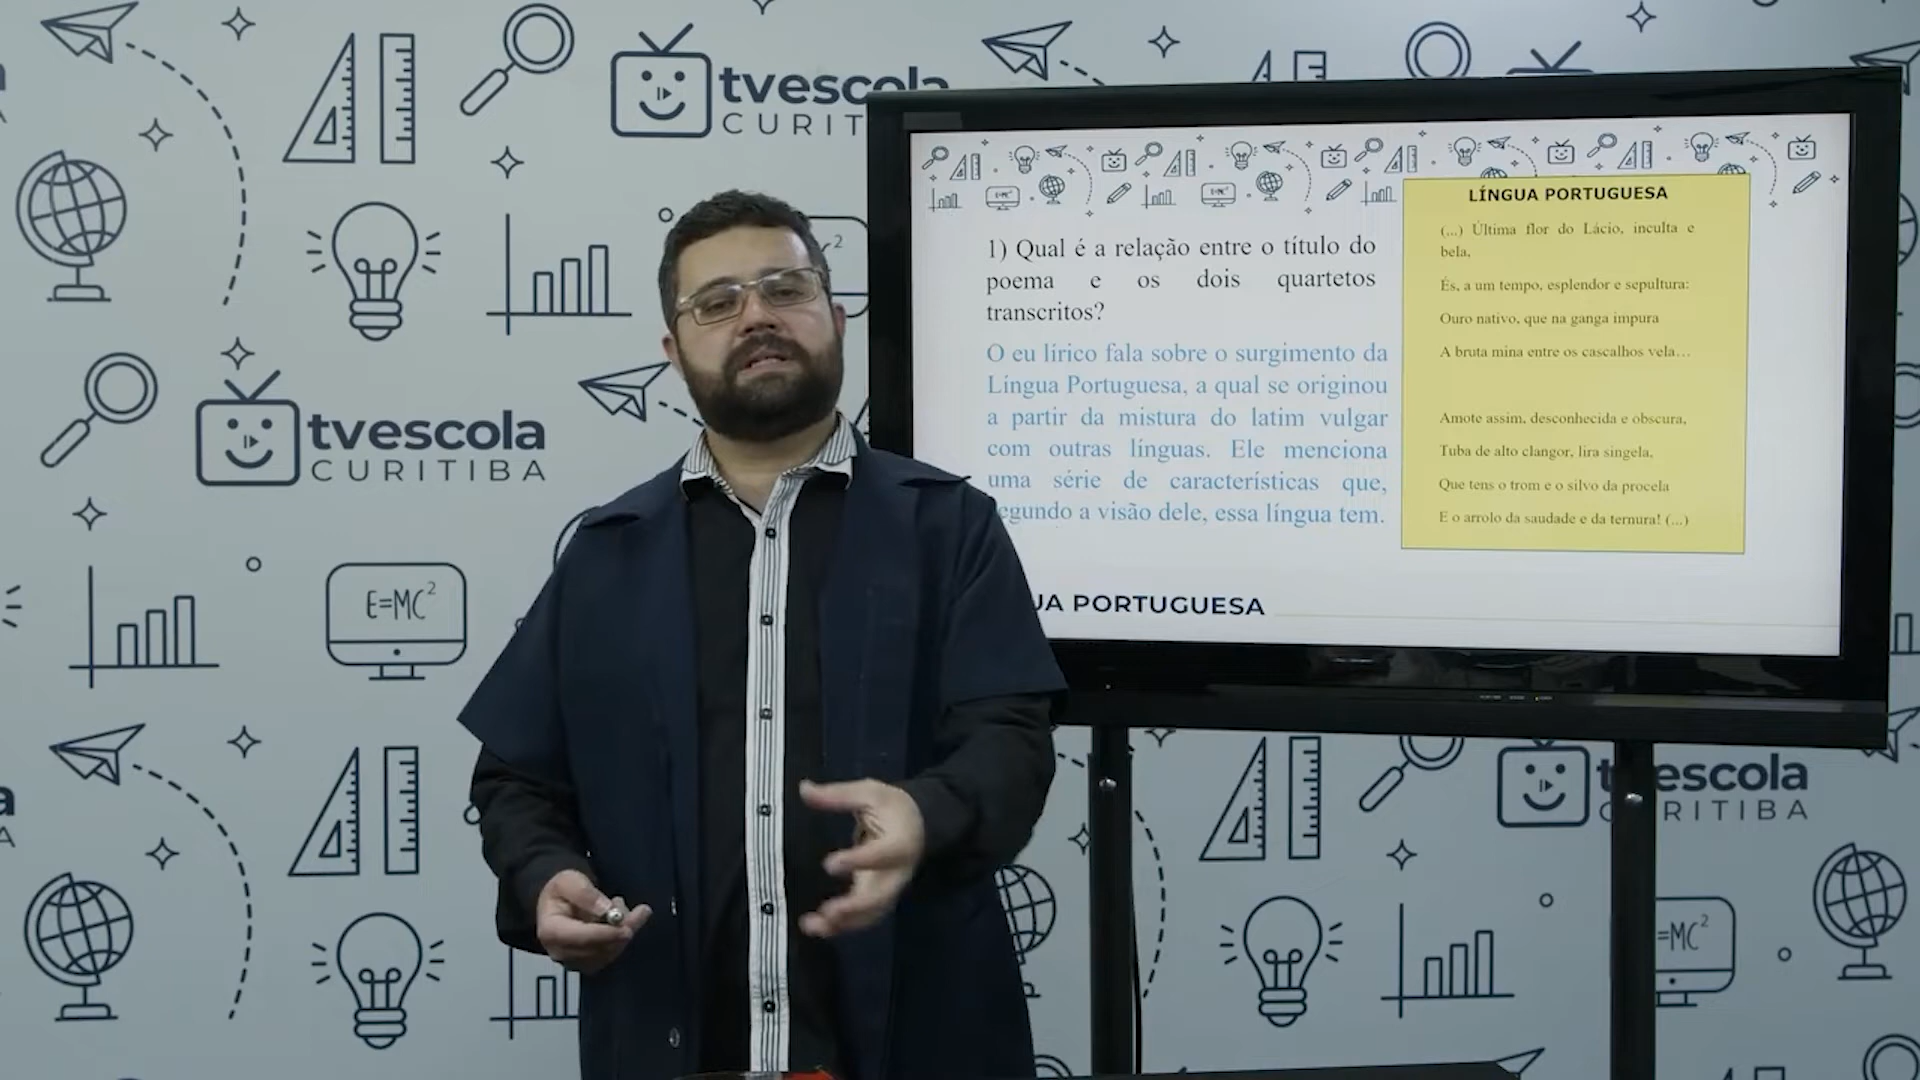 tvescola
CURIT
tvescola
CURITIBA
E=MC²
LÍNGUA PORTUGUESA
1) Qual é a relação entre o título do
poema e os dois quartetos
transcritos?
O eu lírico fala sobre o surgimento da
Língua Portuguesa, a qual se originou
a partir da mistura do latim vulgar
com outras línguas. Ele menciona
uma série de características que,
egundo a visão dele, essa língua tem.
(...) Última flor do Lácio, inculta e
bela,
És, a um tempo, esplendor e sepultura:
Ouro nativo, que na ganga impura
A bruta mina entre os cascalhos vela...
Amote assim, desconhecida e obscura,
Tuba de alto clangor, lira singela,
Que tens o trom e o silvo da procela
E o arrolo da saudade e da ternura! (...)
UA PORTUGUESA
tvescola
CURITIBA
=MC²